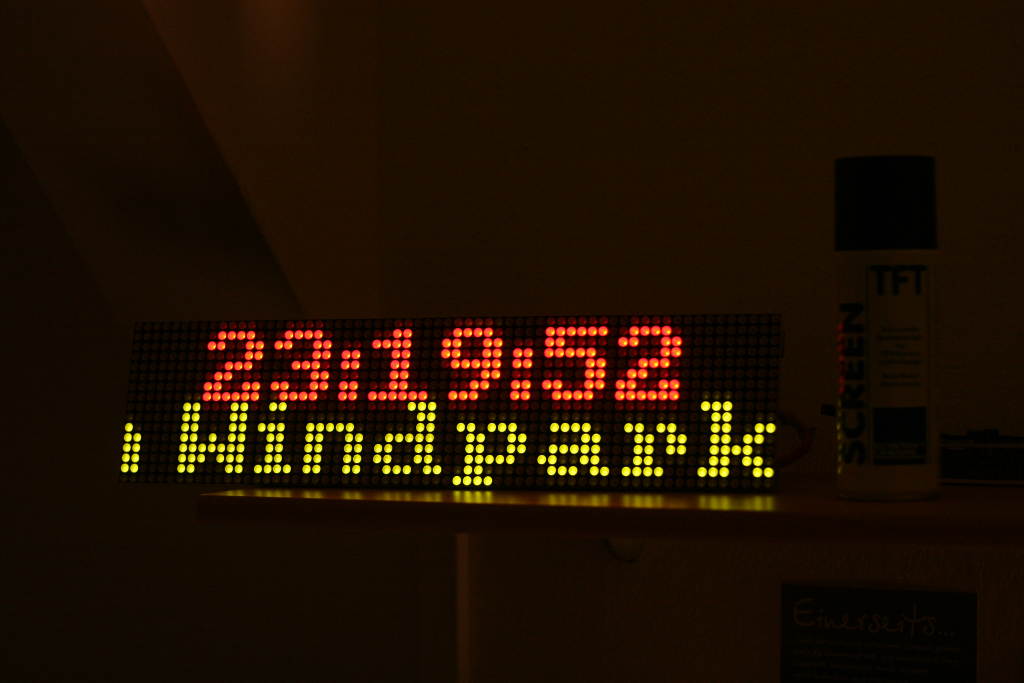 23:19:52
Windpark
TFT
SCREEN
Einerseits...